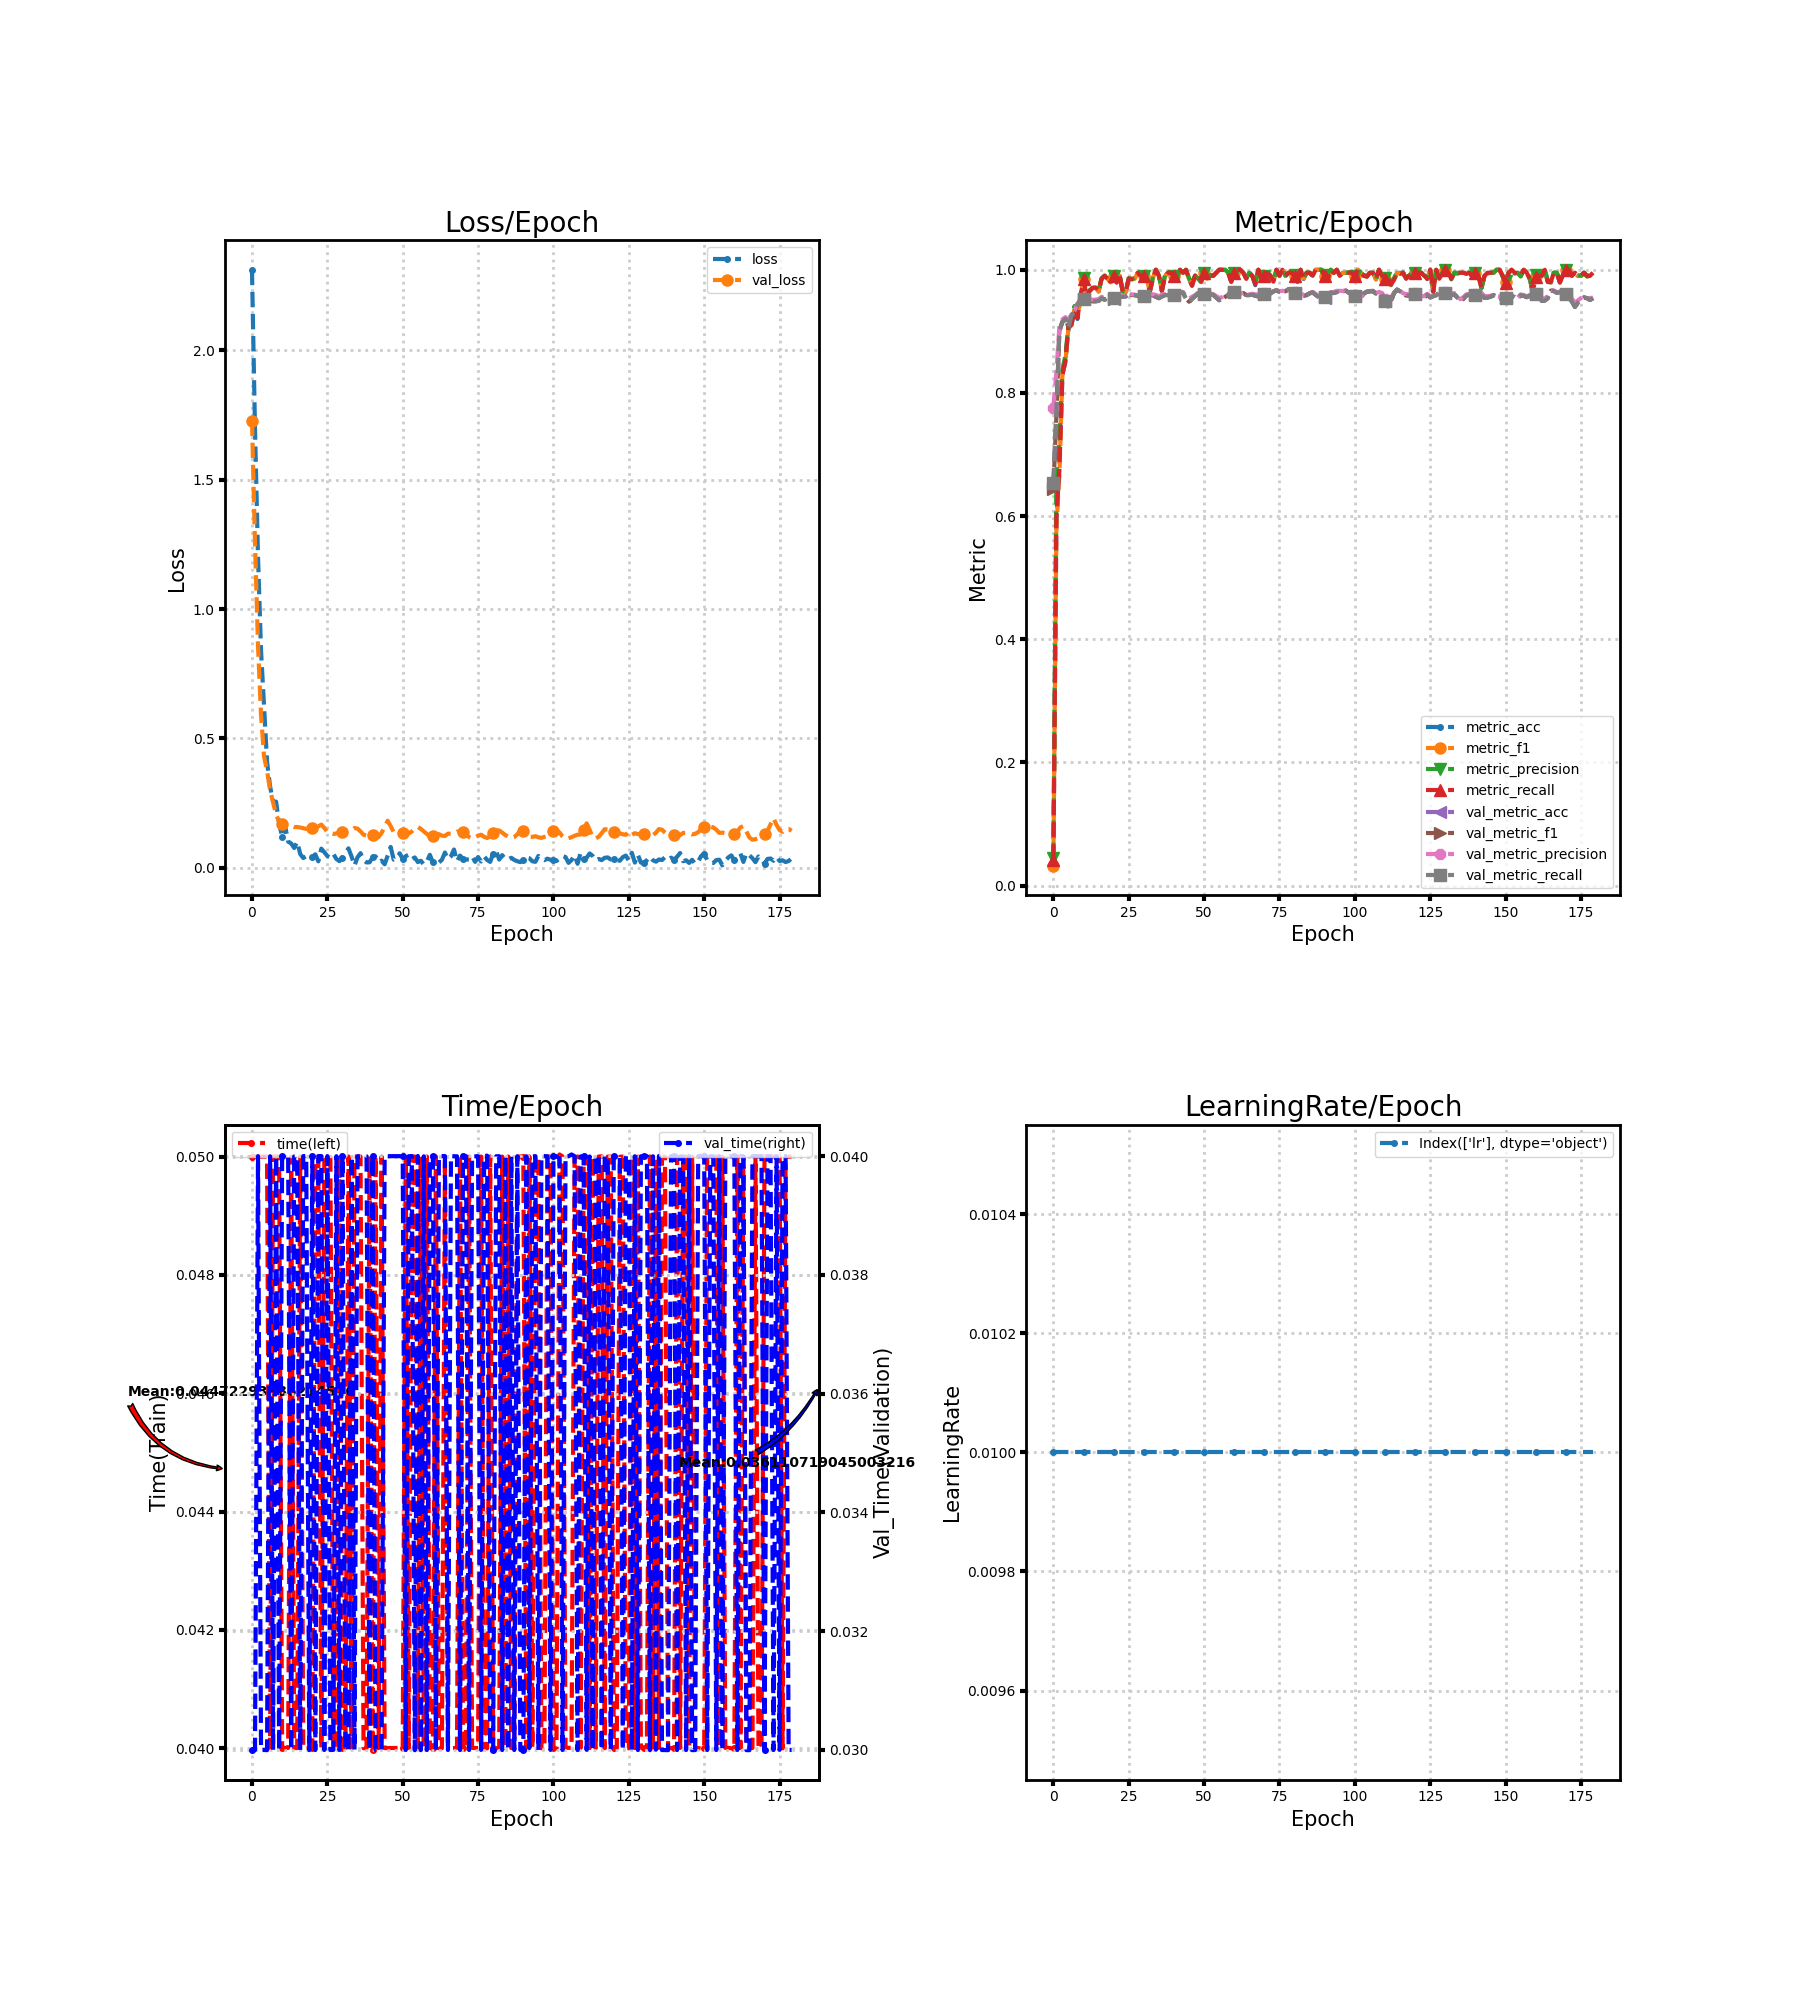 Loss/Epoch
loss
val_loss
2.0
1.5
1.0
0.5
0.0
Loss
0
25
50
75
100
125
150
175
Epoch
Metric/Epoch
1.0
0.8
0.6
0.4
0.2
0.0
Metric
metric_acc
metric_f1
metric_precision
metric_recall
val_metric_acc
val_metric_f1
val_metric_precision
val_metric_recall
0
25
50
75
100
125
150
175
Epoch
Time/Epoch
time(left)
val_time(right)
0.050
0.048
0.046
0.044
0.042
0.040
Time(Train)
0.040
0.038
0.036
0.034
0.032
0.030
Val_Time(Validation)
0
25
50
75
100
125
150
175
Epoch
LearningRate/Epoch
Index(['lr'], dtype='object')
0.0104
0.0102
0.0100
0.0098
0.0096
LearningRate
0
25
50
75
100
125
150
175
Epoch